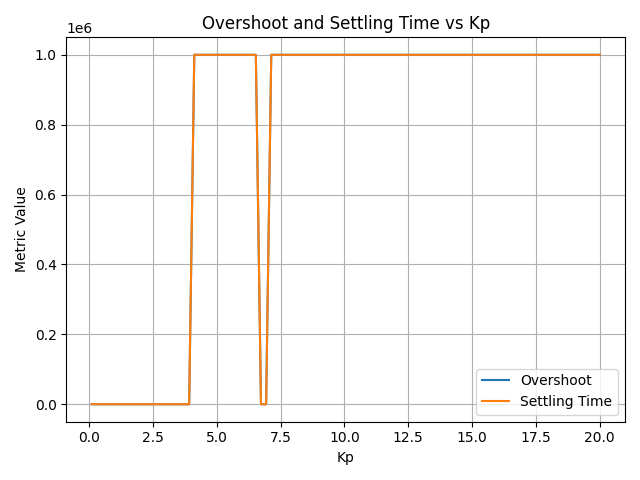 Overshoot and Settling Time vs Kp
1e6
1.0
0.8
0.6
0.4
0.2
0.0
Metric Value
0.0 2.5 5.0 7.5 10.0 12.5 15.0 17.5 20.0
Kp
Overshoot
Settling Time